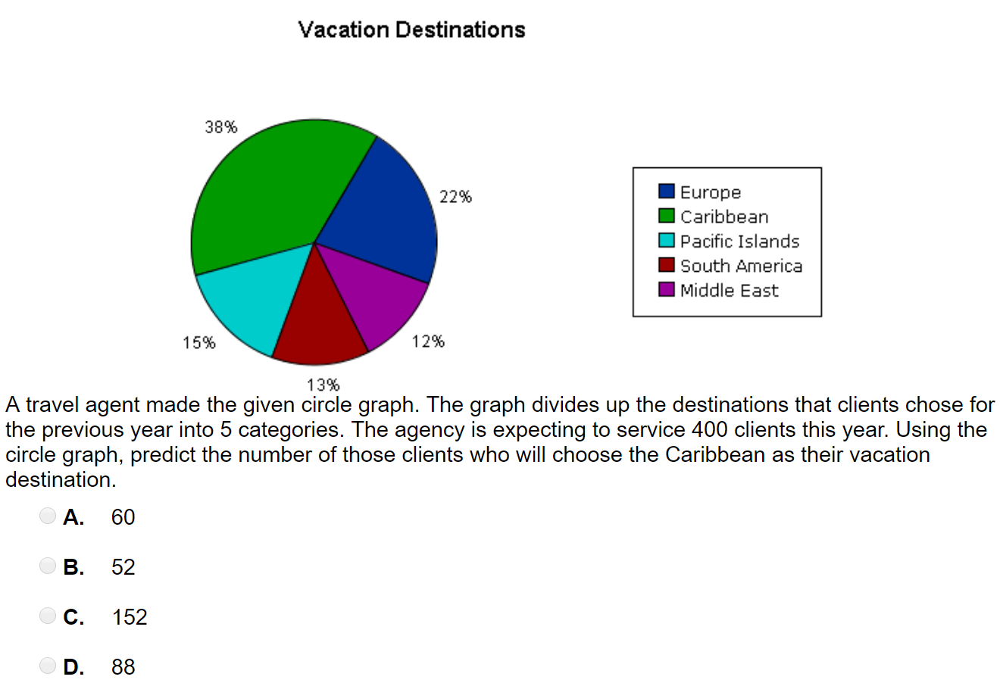 Vacation Destinations
38%
22%
Europe
Caribbean
Pacific Islands
South America
Middle East
15%
12%
13%
A travel agent made the given circle graph. The graph divides up the destinations that clients chose for
the previous year into 5 categories. The agency is expecting to service 400 clients this year. Using the
circle graph, predict the number of those clients who will choose the Caribbean as their vacation
destination.
A. 60
B. 52
C. 152
D. 88